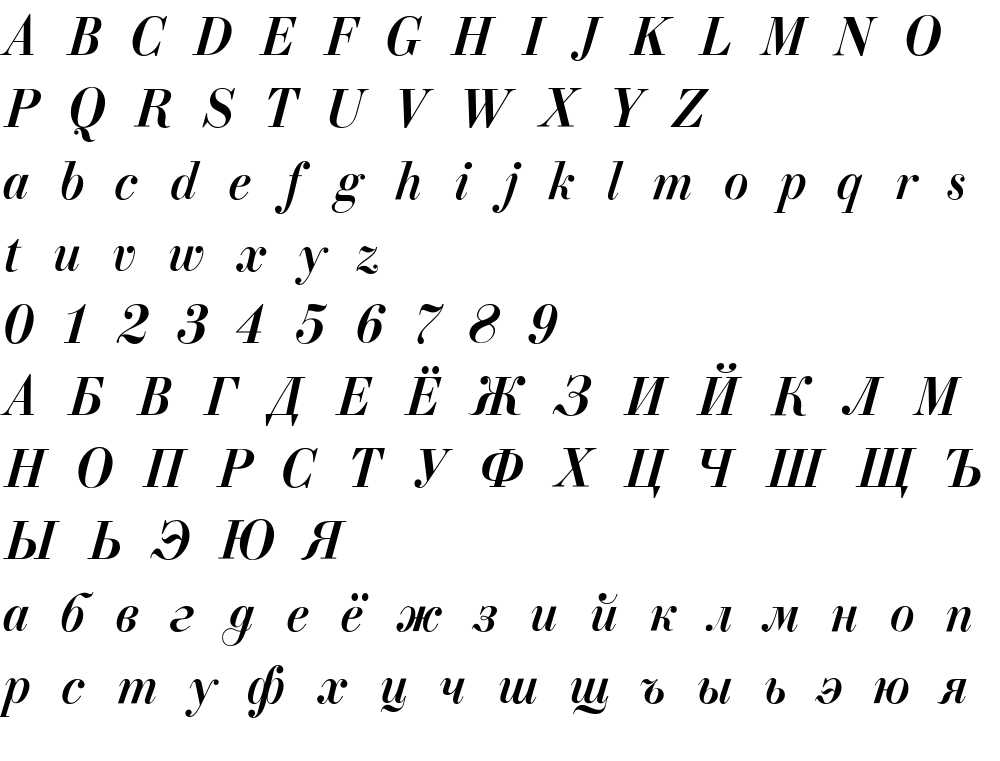 A B C D E F G H I J K L M N O
P Q R S T U V W X Y Z
a b c d e f g h i j k l m o p q r s
t u v w x y z
0 1 2 3 4 5 6 7 8 9
А Б В Г Д Е Ё Ж З И Й К Л М
Н О П Р С Т У Ф Х Ц Ч Ш Щ Ъ
Ы Ь Э Ю Я
а б в г д е ё ж з и й к л м н о п
р с т у ф х ц ч ш щ ъ ы ь э ю я